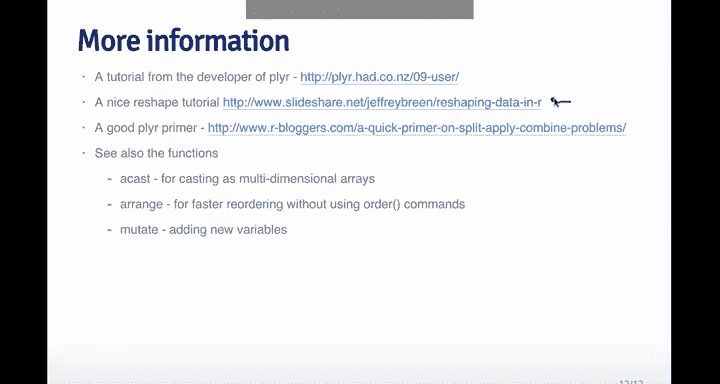 More information
· A tutorial from the developer of plyr - http://plyr.had.co.nz/09-user/
· A nice reshape tutorial http://www.slideshare.net/jeffreybreen/reshaping-data-in-r
· A good plyr primer - http://www.r-bloggers.com/a-quick-primer-on-split-apply-combine-problems/
· See also the functions
- acast - for casting as multi-dimensional arrays
- arrange - for faster reordering without using order() commands
- mutate - adding new variables